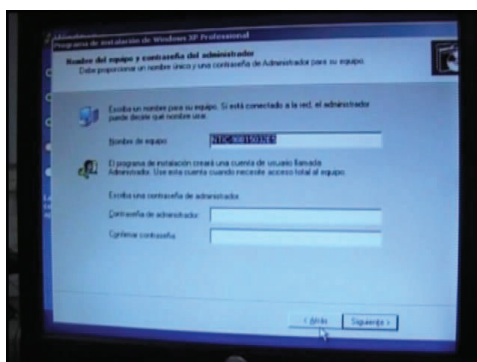 Programa de instalación de Windows XP Professional
Nombre del equipo y contraseña del administrador
Debe proporcionar un nombre único y una contraseña de Administrador para su equipo.
Escriba un nombre para su equipo. Si está conectado a la red, el administrador
puede decirle qué nombre usar.
Nombre de equipo:
El programa de instalación creará una cuenta de usuario llamada
Administrador. Use esta cuenta cuando necesite acceso total al equipo.
Escriba una contraseña de administrador.
Contraseña de administrador:
Confirmar contraseña:
< Atrás
Siguiente >